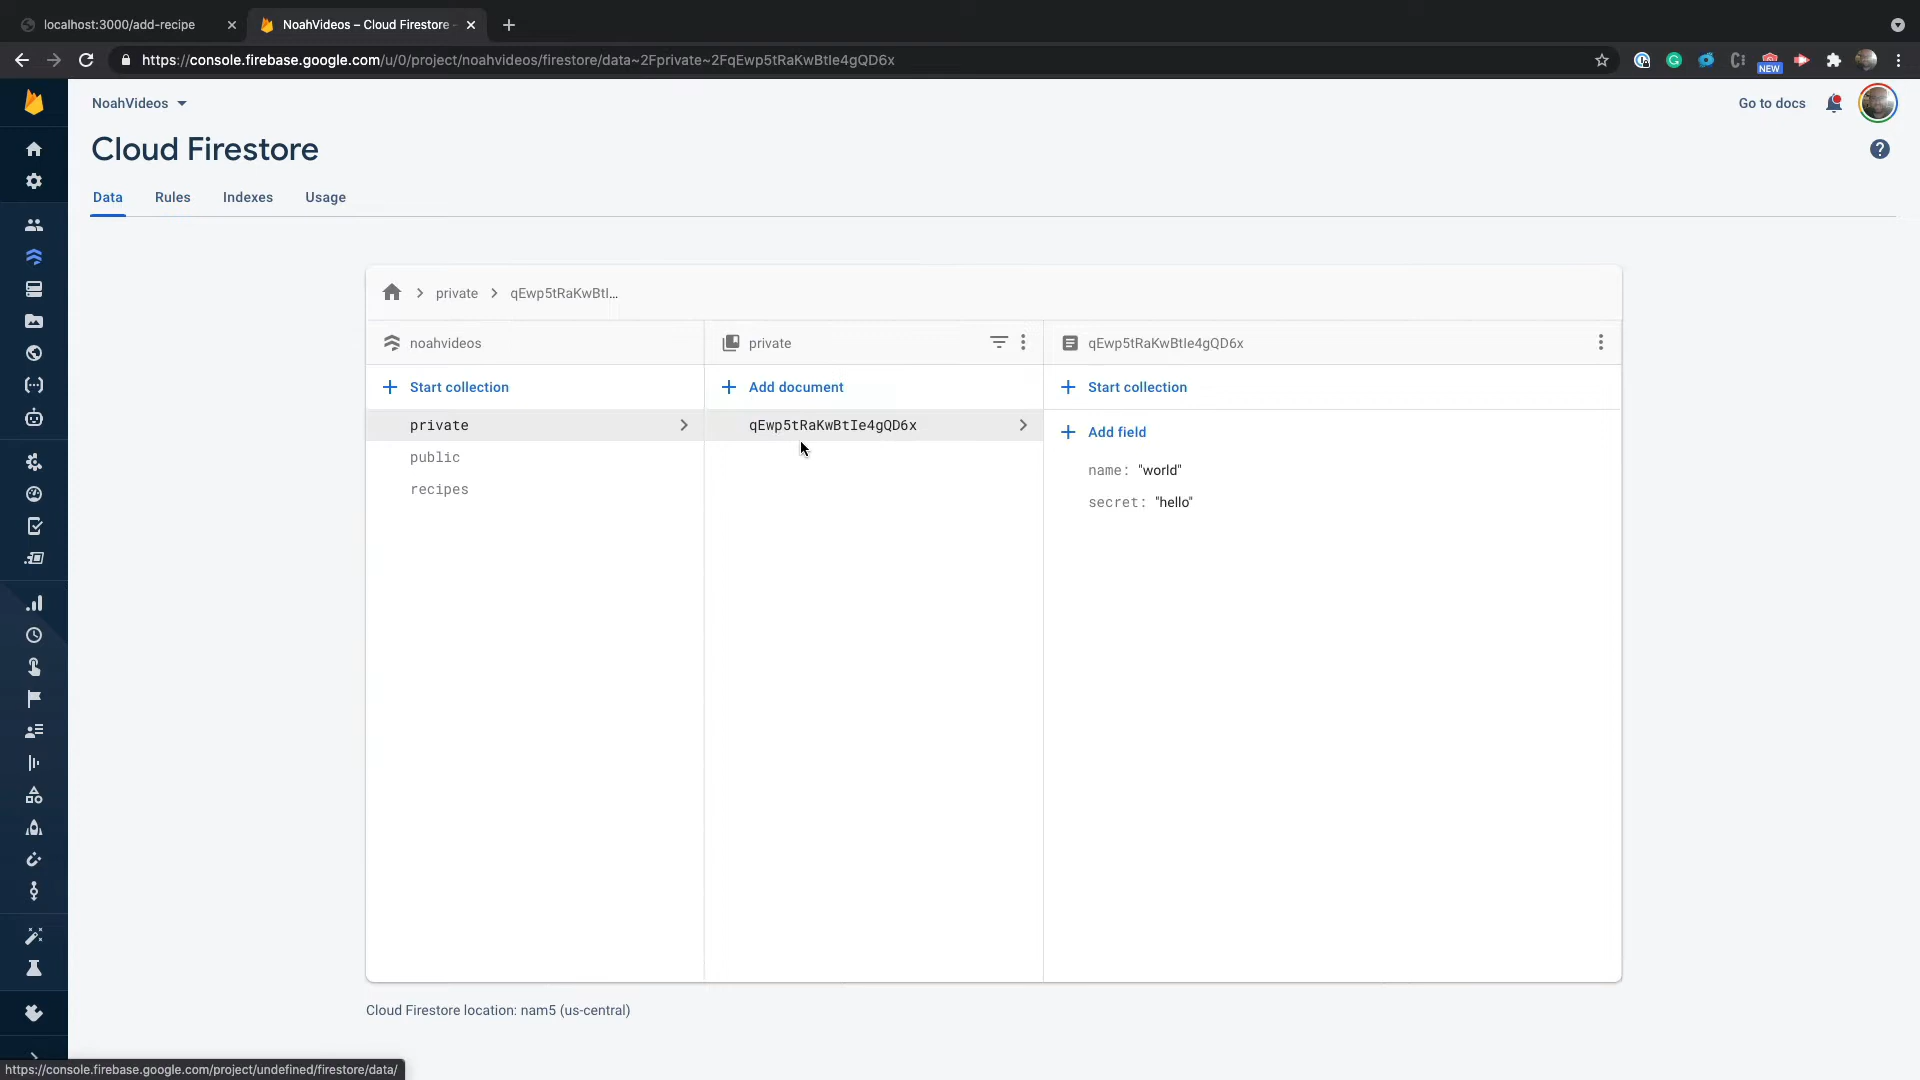 localhost:3000/add-recipe
NoahVideos – Cloud Firestore -
https://console.firebase.google.com/u/0/project/noahvideos/firestore/data~2Fprivate~2FqEwp5tRaKwBtIe4gQD6x
NEW
NoahVideos
Go to docs
Cloud Firestore
Data Rules Indexes Usage
private
qEwp5tRaKwBtI...
noahvideos
private
qEwp5tRaKwBtIe4gQD6x
Start collection
Add document
Start collection
private
qEwp5tRaKwBtIe4gQD6x
Add field
public
name: "world"
recipes
secret: "hello"
Cloud Firestore location: nam5 (us-central)
https://console.firebase.google.com/project/undefined/firestore/data/